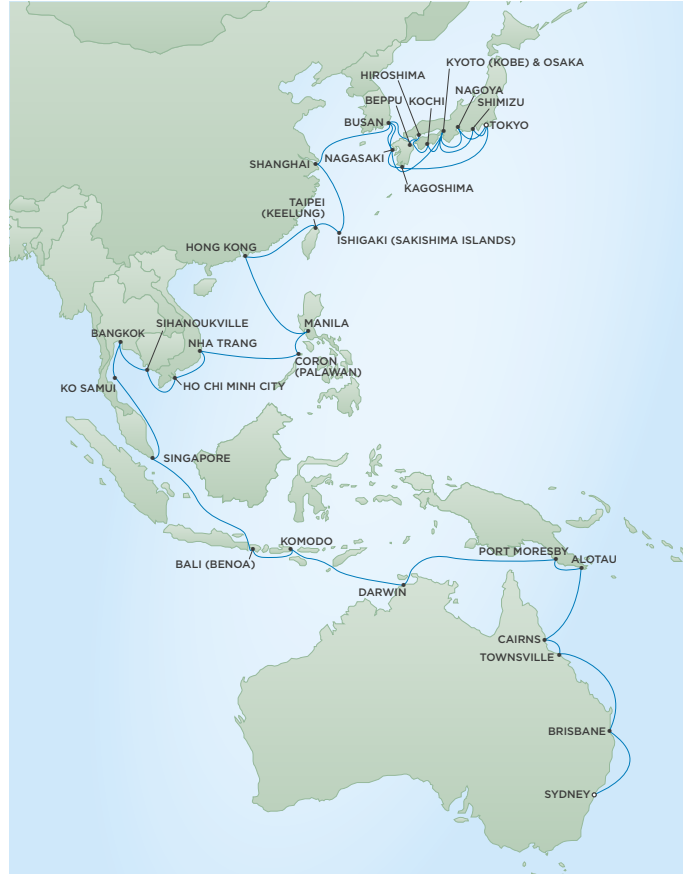 KYOTO (KOBE) & OSAKA
HIROSHIMA
NAGOYA
BEPPU
KOCHI
SHIMIZU
BUSAN
TOKYO
NAGASAKI
SHANGHAI
KAGOSHIMA
TAIPEI
(KEELUNG)
ISHIGAKI (SAKISHIMA ISLANDS)
HONG KONG
SIHANOUKVILLE
MANILA
BANGKOK
NHA TRANG
CORON
(PALAWAN)
KO SAMUI
HO CHI MINH CITY
SINGAPORE
KOMODO
PORT MORESBY
BALI (BENOA)
ALOTAU
DARWIN
CAIRNS
TOWNSVILLE
BRISBANE
SYDNEY